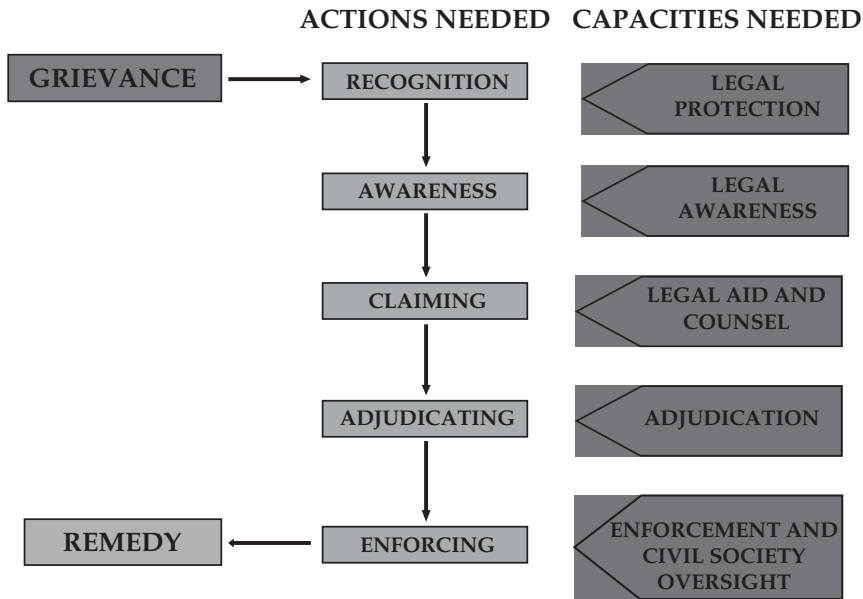 ACTIONS NEEDED
CAPACITIES NEEDED
GRIEVANCE
RECOGNITION
LEGAL
PROTECTION
AWARENESS
LEGAL
AWARENESS
CLAIMING
LEGAL AID AND
COUNSEL
ADJUDICATING
ADJUDICATION
REMEDY
ENFORCING
ENFORCEMENT AND
CIVIL SOCIETY
OVERSIGHT